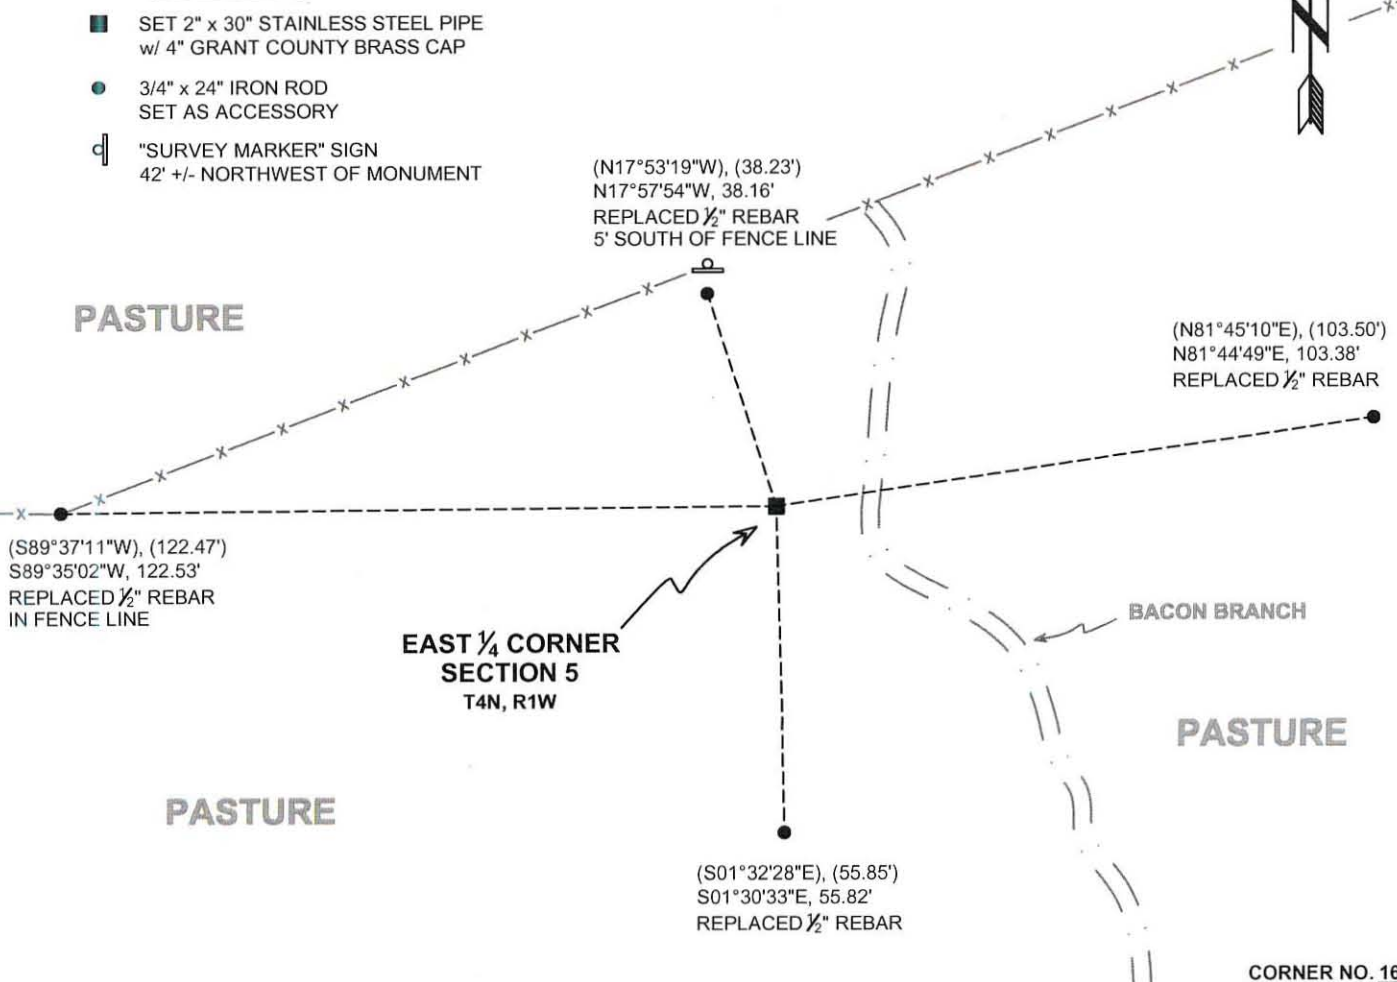 SET 2" x 30" STAINLESS STEEL PIPE
w/ 4" GRANT COUNTY BRASS CAP
3/4" x 24" IRON ROD
SET AS ACCESSORY
"SURVEY MARKER" SIGN
42' +/- NORTHWEST OF MONUMENT
N
(N17°53'19"W), (38.23')
N17°57'54"W, 38.16'
REPLACED ½" REBAR
5' SOUTH OF FENCE LINE
PASTURE
(N81°45'10"E), (103.50')
N81°44'49"E, 103.38'
REPLACED ½" REBAR
(S89°37'11"W), (122.47')
S89°35'02"W, 122.53'
REPLACED ½" REBAR
IN FENCE LINE
EAST ¼ CORNER
SECTION 5
T4N, R1W
BACON BRANCH
PASTURE
PASTURE
(S01°32'28"E), (55.85')
S01°30'33"E, 55.82'
REPLACED ½" REBAR
CORNER NO. 16